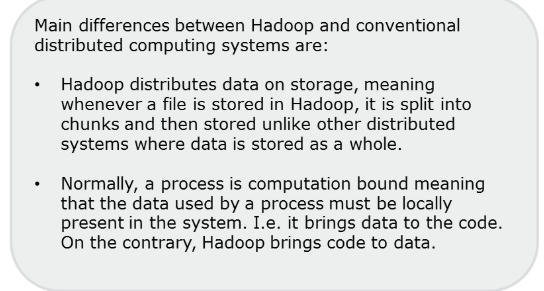 Main differences between Hadoop and conventional
distributed computing systems are:
• Hadoop distributes data on storage, meaning
whenever a file is stored in Hadoop, it is split into
chunks and then stored unlike other distributed
systems where data is stored as a whole.
• Normally, a process is computation bound meaning
that the data used by a process must be locally
present in the system. I.e. it brings data to the code.
On the contrary, Hadoop brings code to data.